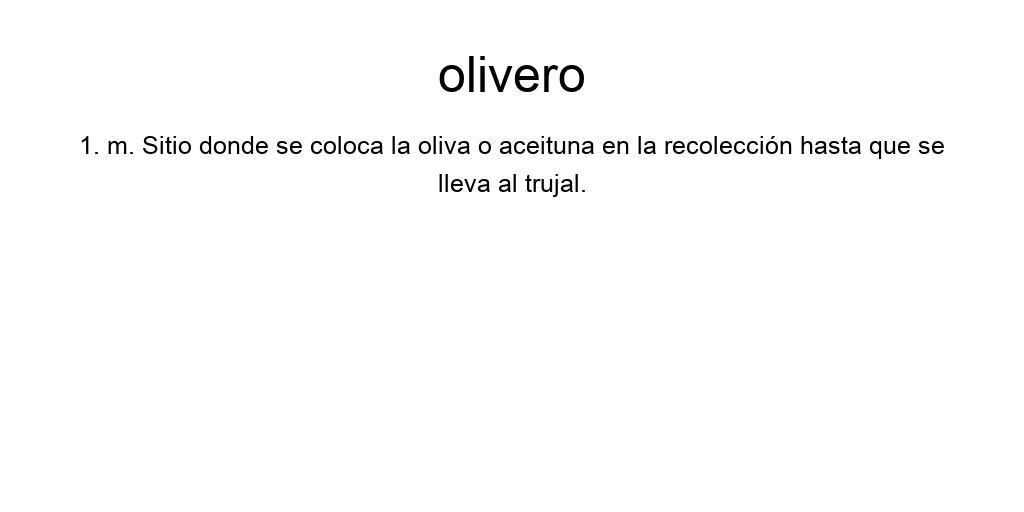 olivero
1. m. Sitio donde se coloca la oliva o aceituna en la recolección hasta que se
lleva al trujal.